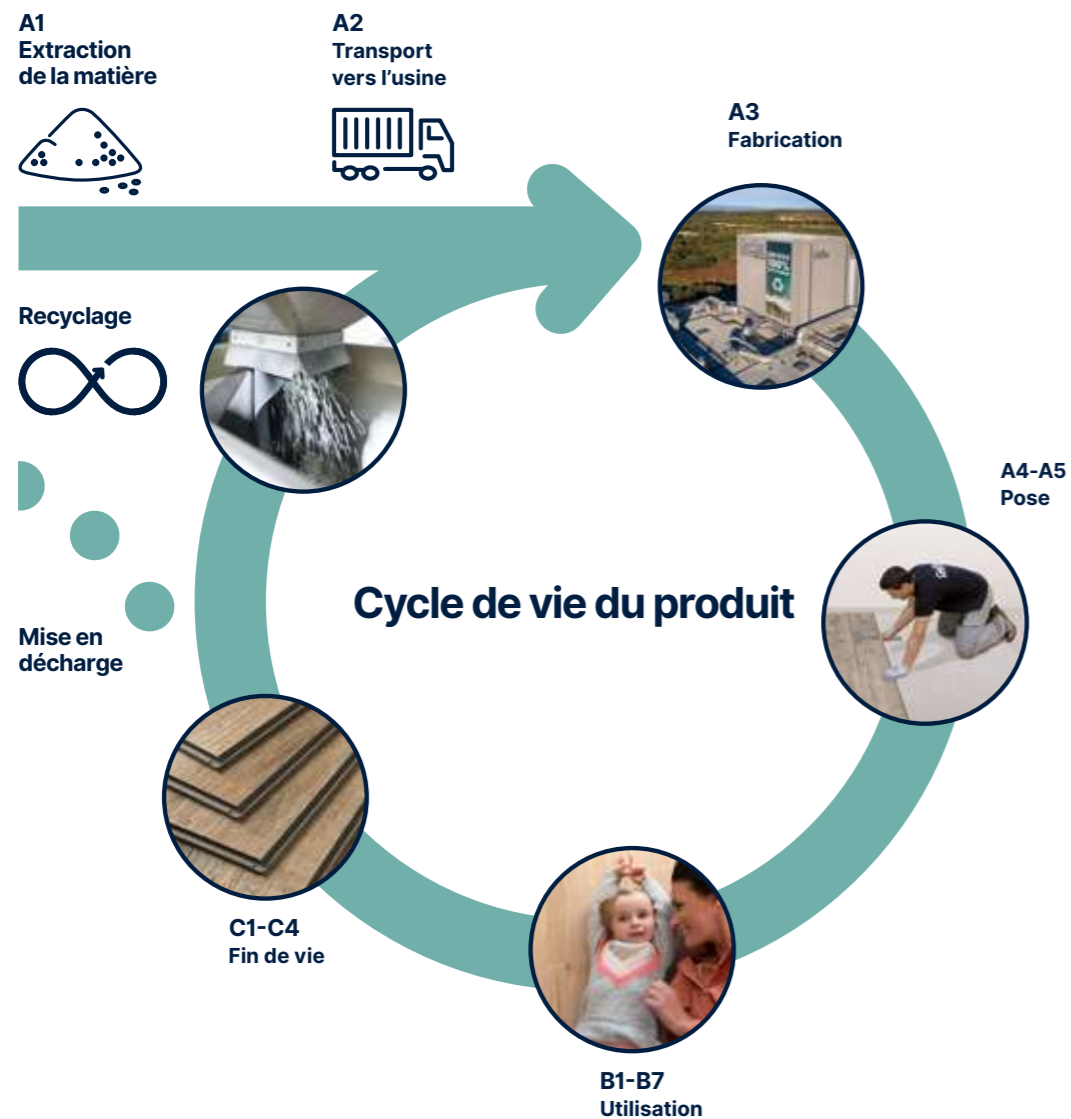 A1
Extraction
de la matière
A2
Transport
vers l'usine
A3
Fabrication
Recyclage
A4-A5
Pose
Cycle de vie du produit
Mise en
décharge
C1-C4
Fin de vie
B1-B7
Utilisation